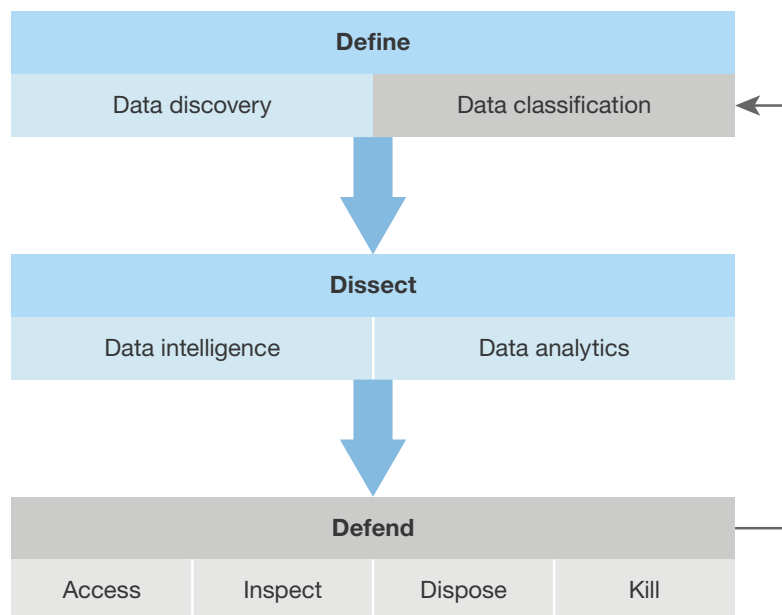 Define
Data discovery
Data classification
Dissect
Data intelligence
Data analytics
Defend
Access
Inspect
Dispose
Kill